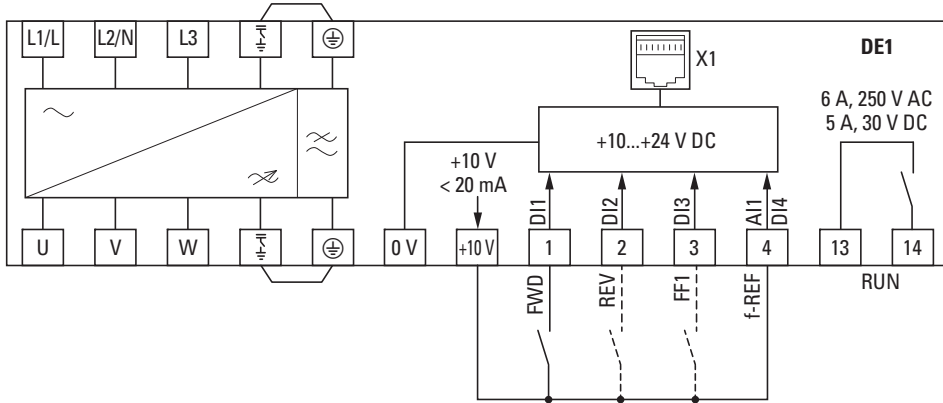 L1/L L2/N L3
X1
DE1
6 A, 250 V AC
5 A, 30 V DC
+10...+24 V DC
+10 V
< 20 mA
DI1 DI2 DI3 AI1 DI4
U V W 0 V +10 V 1 2 3 4 13 14
RUN
FWD REV FF1 f-REF